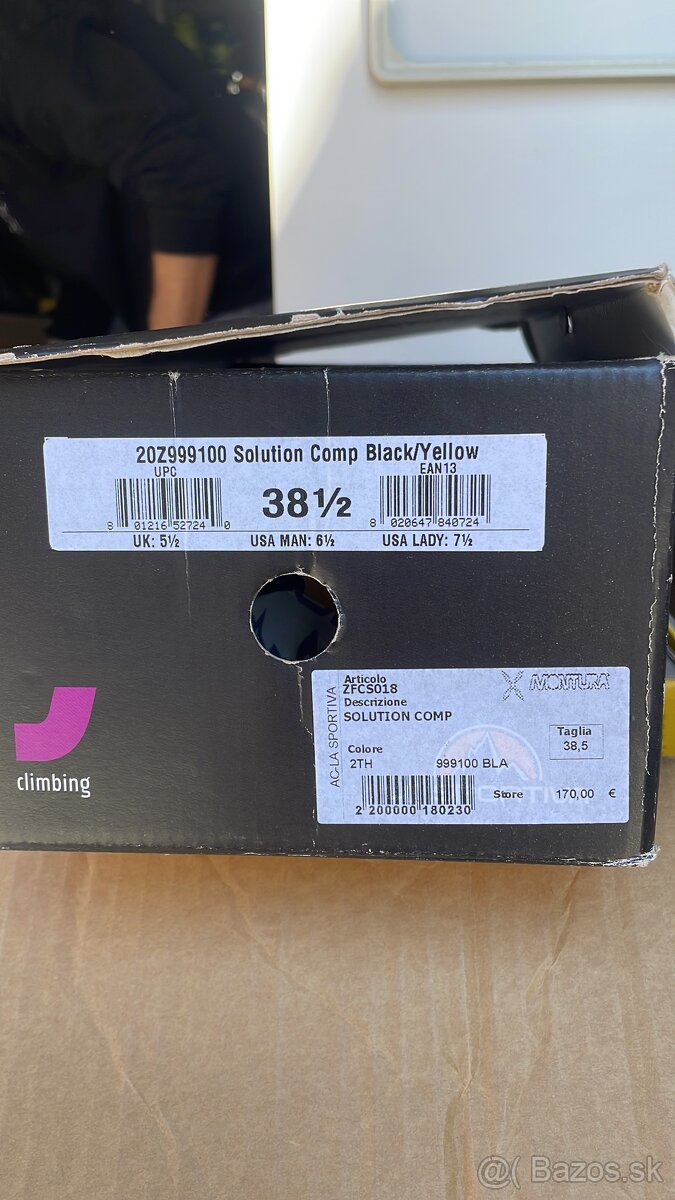 20Z999100 Solution Comp Black/Yellow
UPC
EAN13
38½
8 01216 52724 0
8 020647 840724
UK: 5½ USA MAN: 6½ USA LADY: 7½
climbing
AC-LA SPORTIVA
Articolo
ZFCS018
MONTURA
Descrizione
SOLUTION COMP
Taglia
38,5
Colore
2TH 999100 BLA
2 200000 180230
Store 170,00 €
@( Bazos.sk